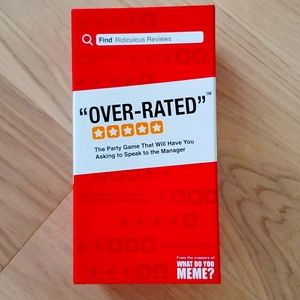 Find Ridiculous Reviews
“OVER-RATED”™
The Party Game That Will Have You
Asking to Speak to the Manager
From the creators of
WHAT DO YOU
MEME?